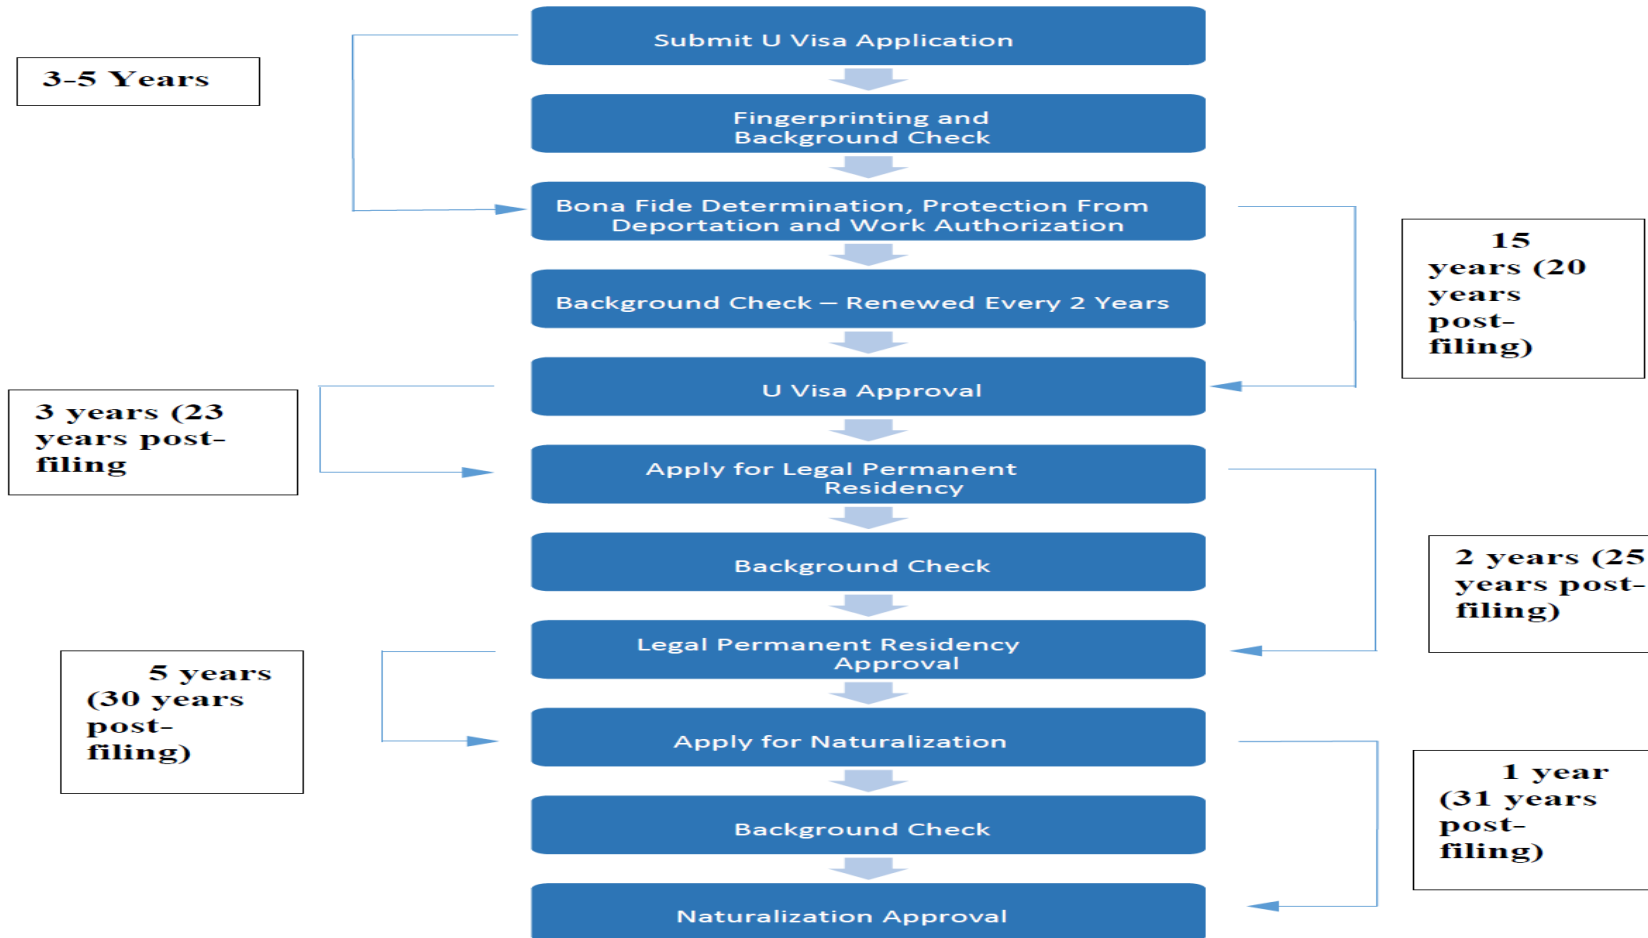 Submit U Visa Application
3-5 Years
Fingerprinting and
Background Check
Bona Fide Determination, Protection From
Deportation and Work Authorization
15
years (20
years
post-
filing)
Background Check – Renewed Every 2 Years
U Visa Approval
3 years (23
years post-
filing
Apply for Legal Permanent
Residency
Background Check
2 years (25
years post-
filing)
Legal Permanent Residency
Approval
5 years
(30 years
post-
filing)
Apply for Naturalization
1 year
(31 years
post-
filing)
Background Check
Naturalization Approval